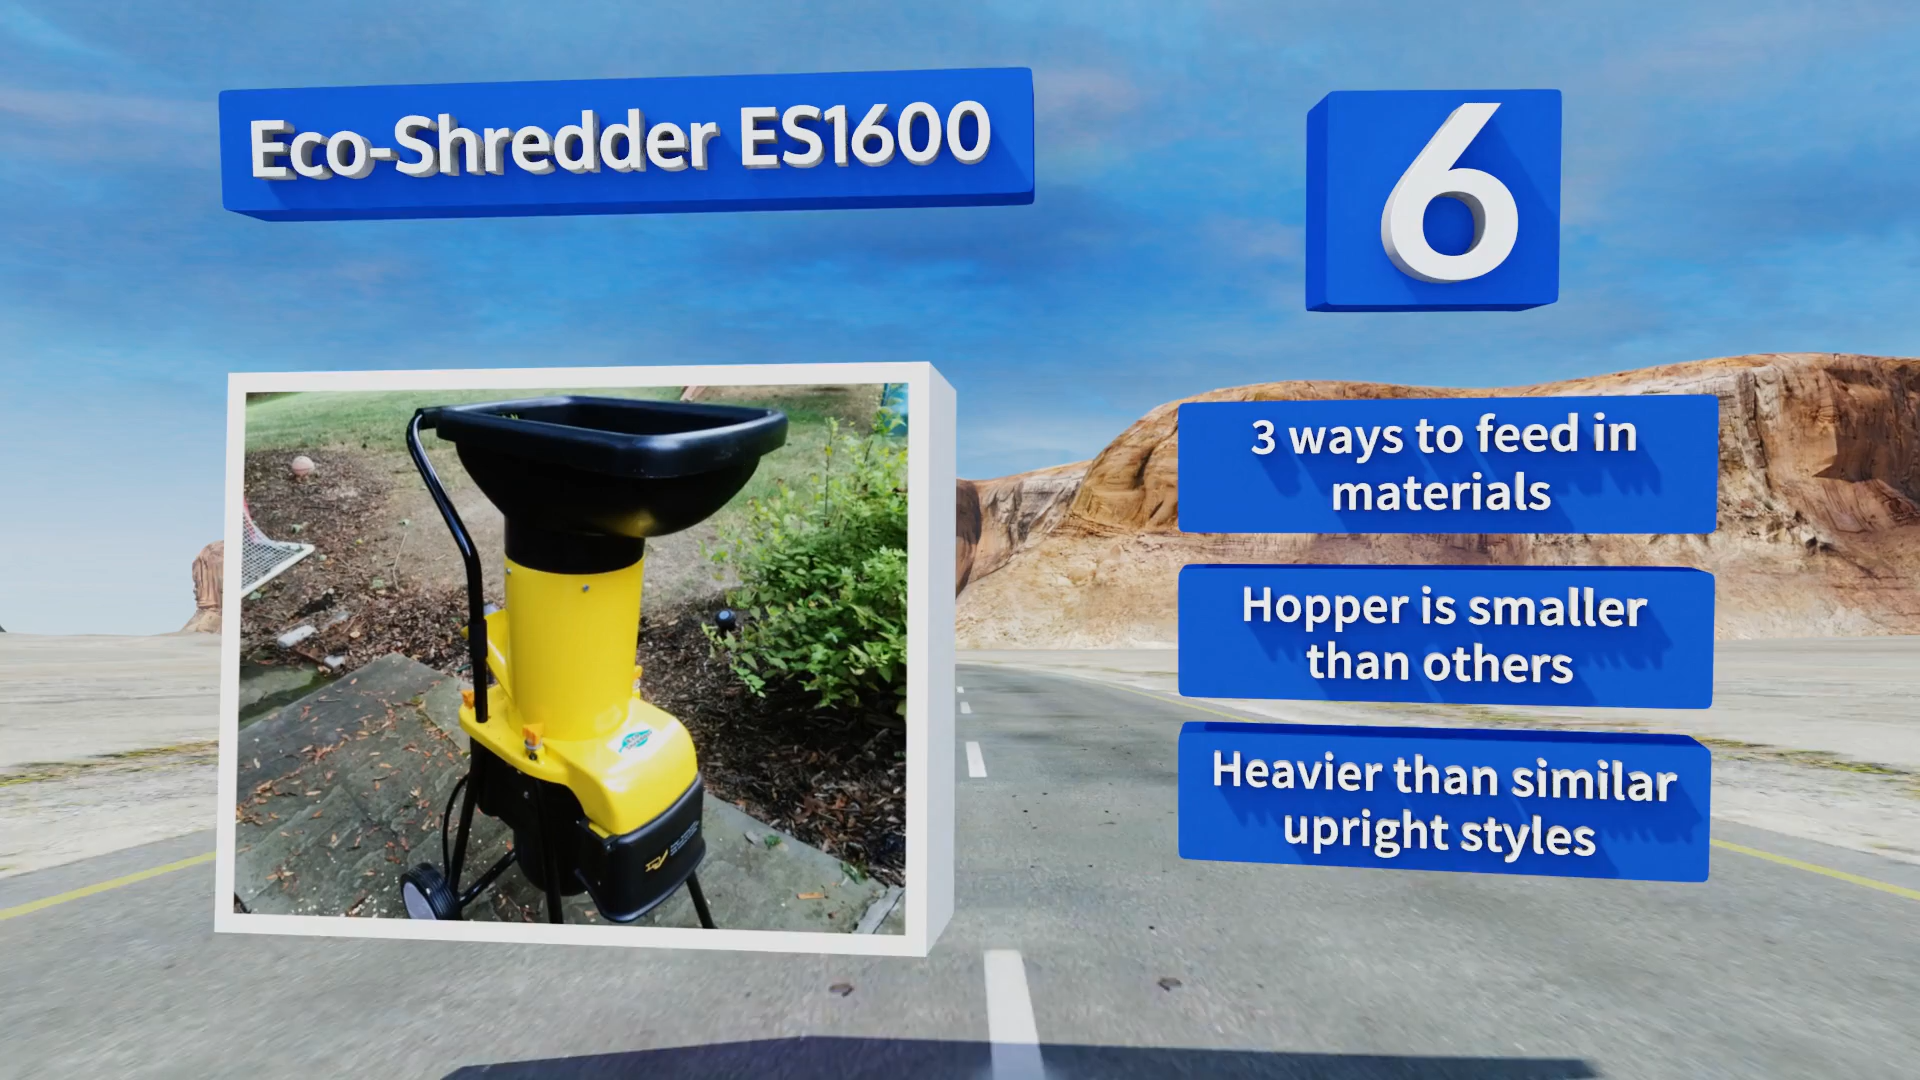 Eco-Shredder ES1600
6
3 ways to feed in
materials
Hopper is smaller
than others
Heavier than similar
upright styles